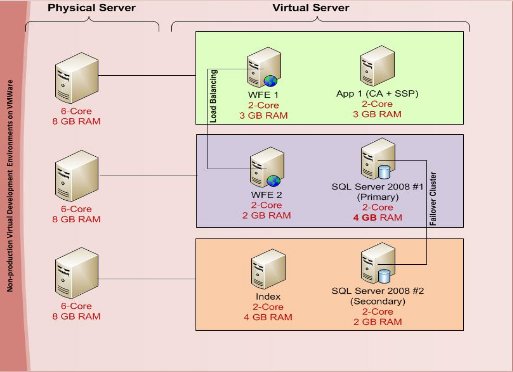 Physical Server
Virtual Server
Non-production Virtual Development Environments on VMWare
6-Core
8 GB RAM
Load Balancing
WFE 1
2-Core
3 GB RAM
App 1 (CA + SSP)
2-Core
3 GB RAM
6-Core
8 GB RAM
WFE 2
2-Core
2 GB RAM
SQL Server 2008 #1
(Primary)
2-Core
4 GB RAM
Failover Cluster
6-Core
8 GB RAM
Index
2-Core
4 GB RAM
SQL Server 2008 #2
(Secondary)
2-Core
2 GB RAM